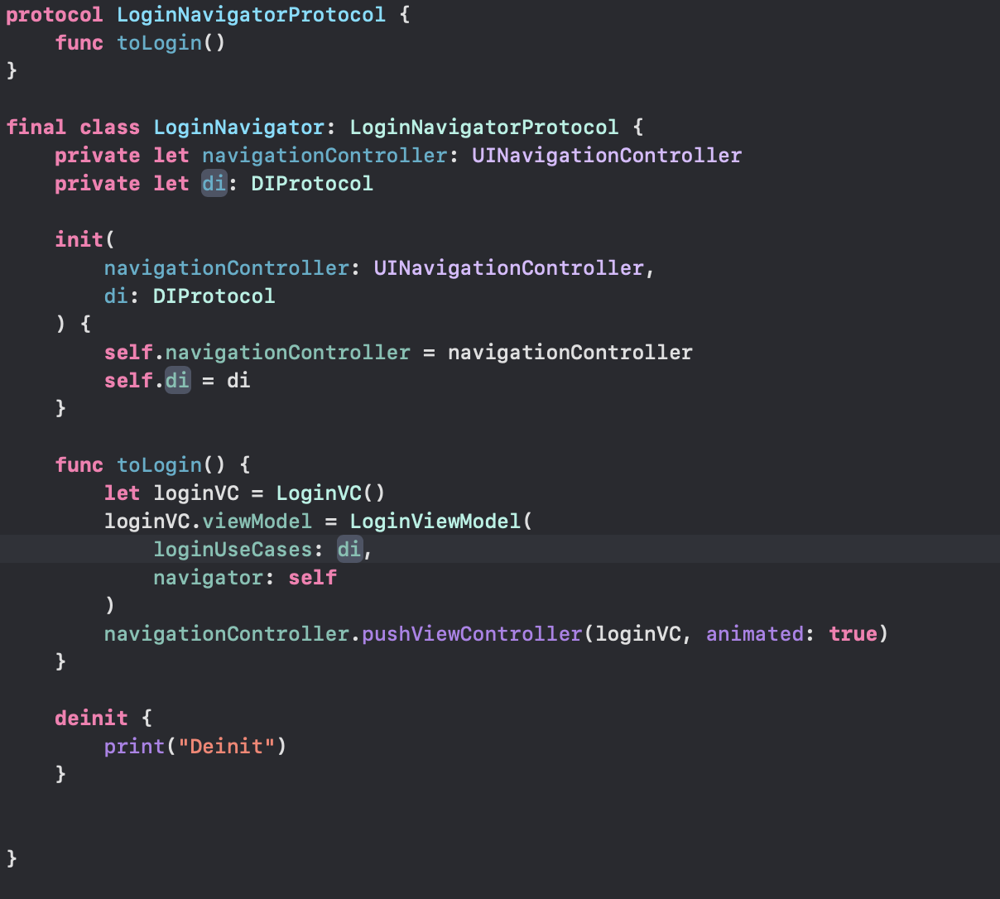 protocol LoginNavigatorProtocol {
    func toLogin()
}

final class LoginNavigator: LoginNavigatorProtocol {
    private let navigationController: UINavigationController
    private let di: DIProtocol

    init(
        navigationController: UINavigationController,
        di: DIProtocol
    ) {
        self.navigationController = navigationController
        self.di = di
    }

    func toLogin() {
        let loginVC = LoginVC()
        loginVC.viewModel = LoginViewModel(
            loginUseCases: di,
            navigator: self
        )
        navigationController.pushViewController(loginVC, animated: true)
    }

    deinit {
        print("Deinit")
    }


}